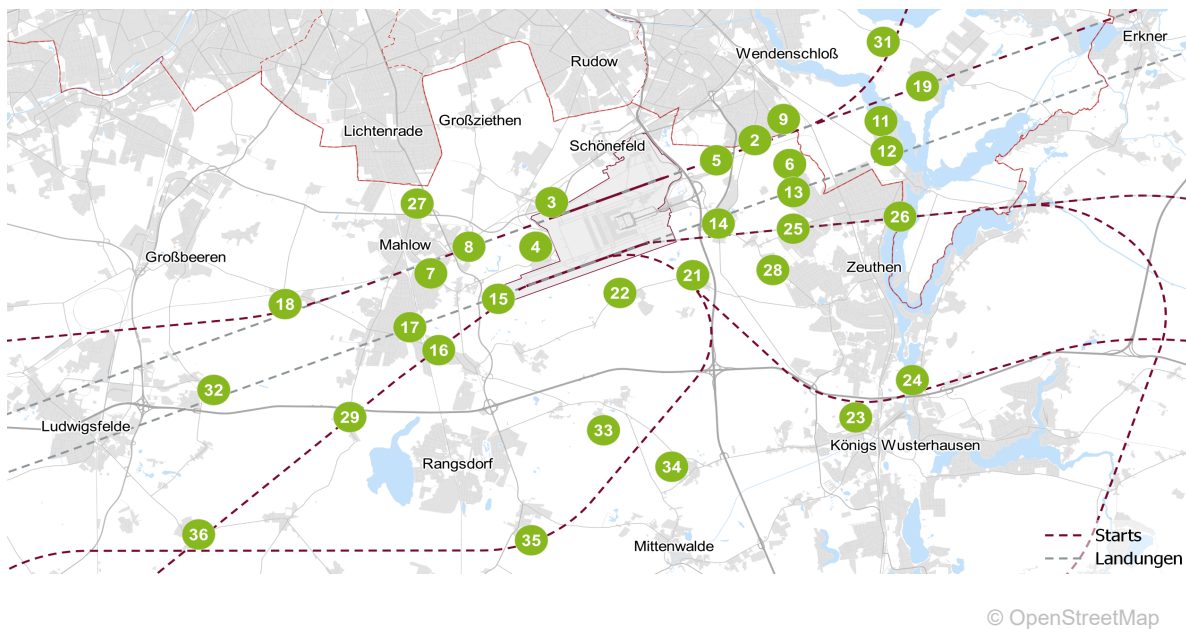 31
Erkner
Wendenschloß
Rudow
19
9
11
Großziethen
Lichtenrade
2
Schönefeld
12
5
6
13
27
3
26
14
25
Mahlow
8
4
Großbeeren
Zeuthen
7
28
21
22
15
18
17
16
24
32
29
23
Ludwigsfelde
33
Königs Wusterhausen
Rangsdorf
34
36
35
Starts
Mittenwalde
Landungen
© OpenStreetMap